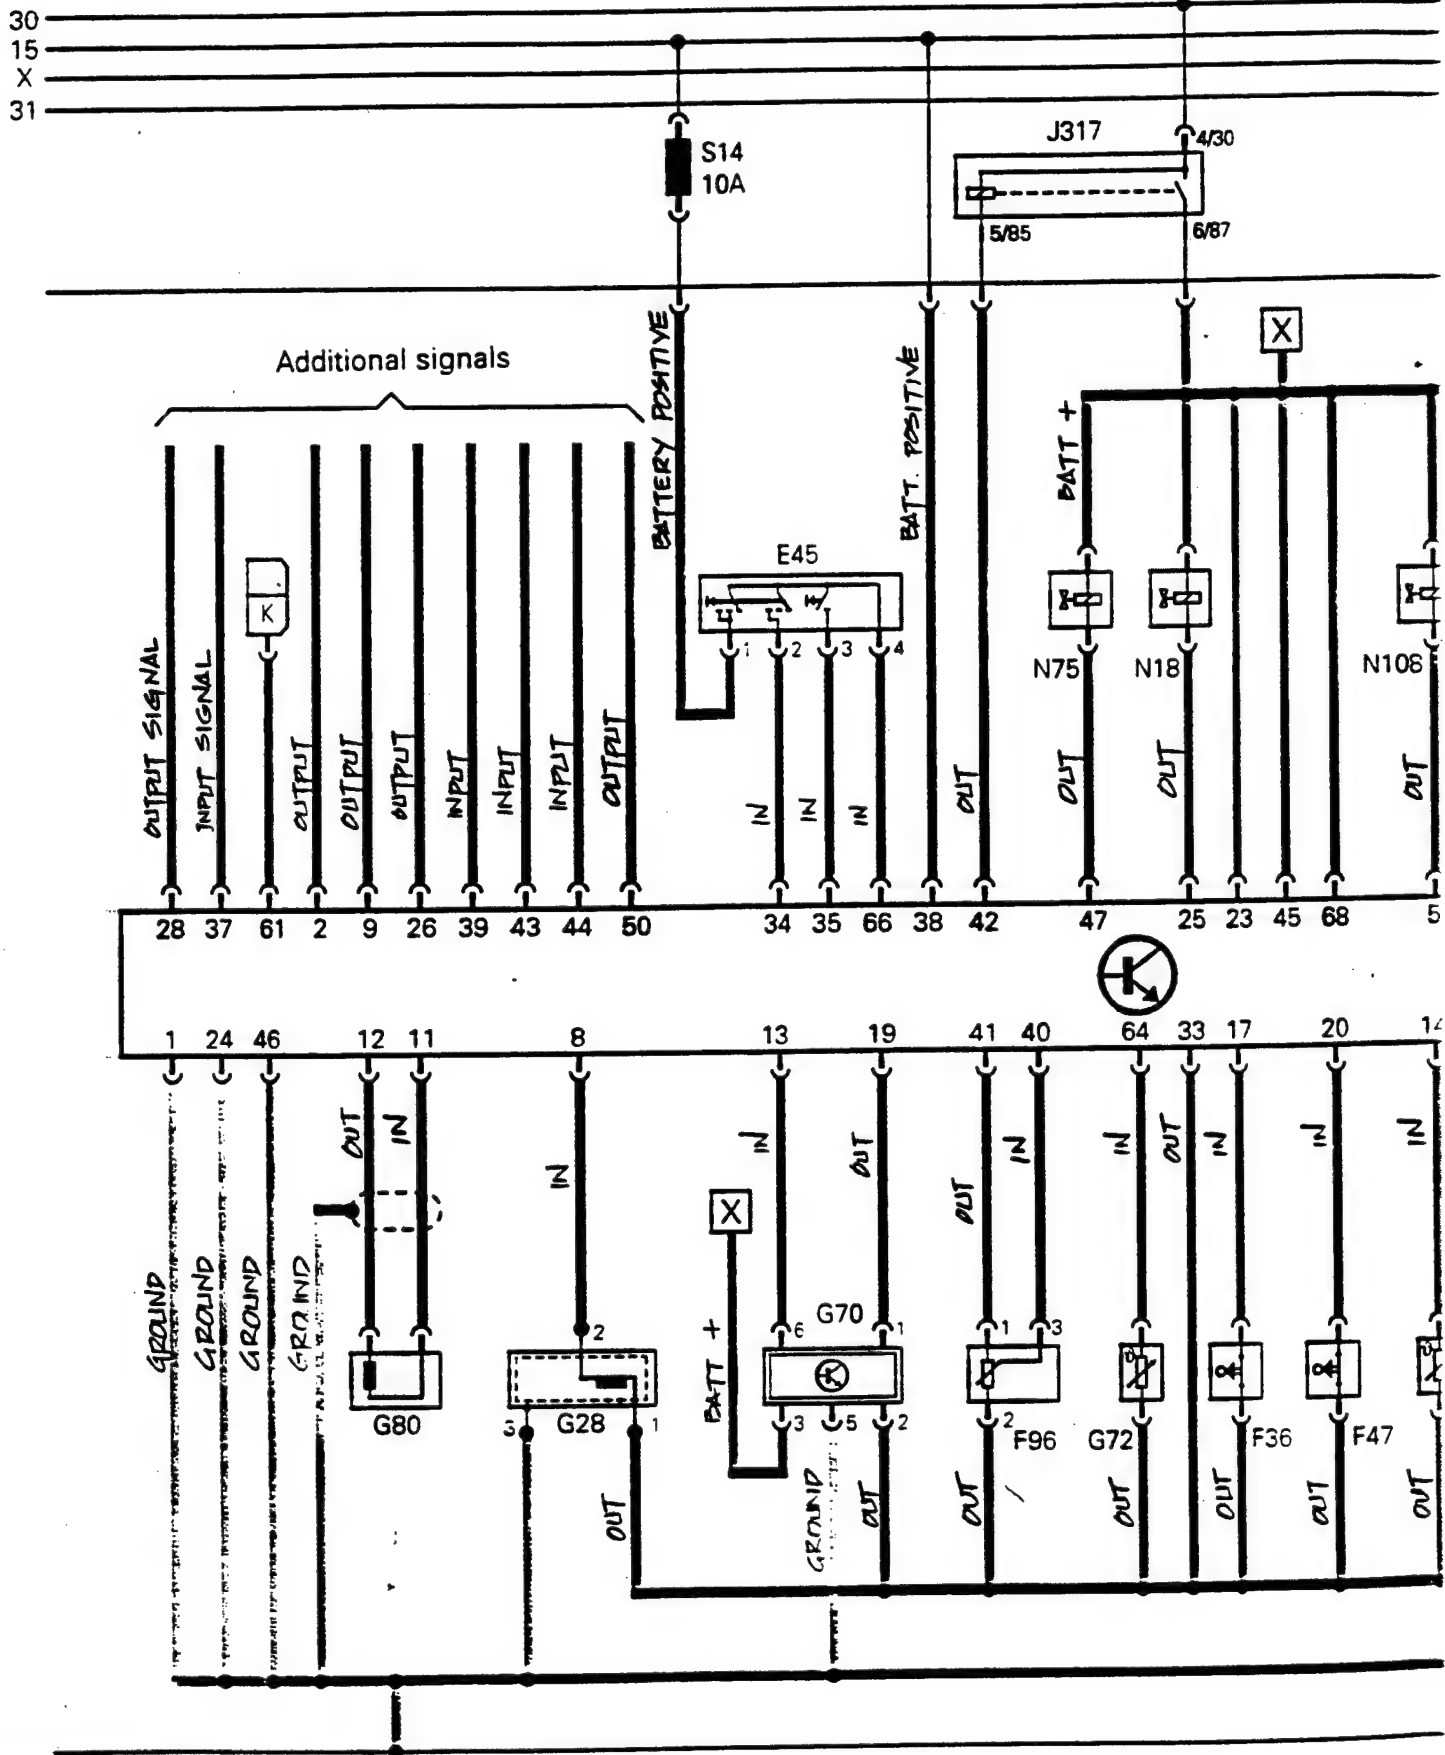 30
15
X
31
S14
10A
J317
4/30
5/85
6/87
Additional signals
BATTERY POSITIVE
BATT. POSITIVE
X
BATT +
E45
K
1 2 3 4
N75
N18
N108
OUTPUT SIGNAL
INPUT SIGNAL
OUTPUT
OUTPUT
OUTPUT
INPUT
INPUT
INPUT
OUTPUT
IN
IN
IN
OUT
OUT
OUT
OUT
28 37 61 2 9 26 39 43 44 50 34 35 66 38 42 47 25 23 45 68 5
1 24 46 12 11 8 13 19 41 40 64 33 17 20 14
OUT
IN
IN
IN
OUT
OUT
IN
IN
OUT
IN
IN
IN
X
GROUND
GROUND
GROUND
GROUND
BATT +
2
6
G70
1
1
3
G80
3
G28
1
3
5
2
2
F96
G72
F36
F47
OUT
GROUND
OUT
OUT
OUT
OUT
OUT
OUT